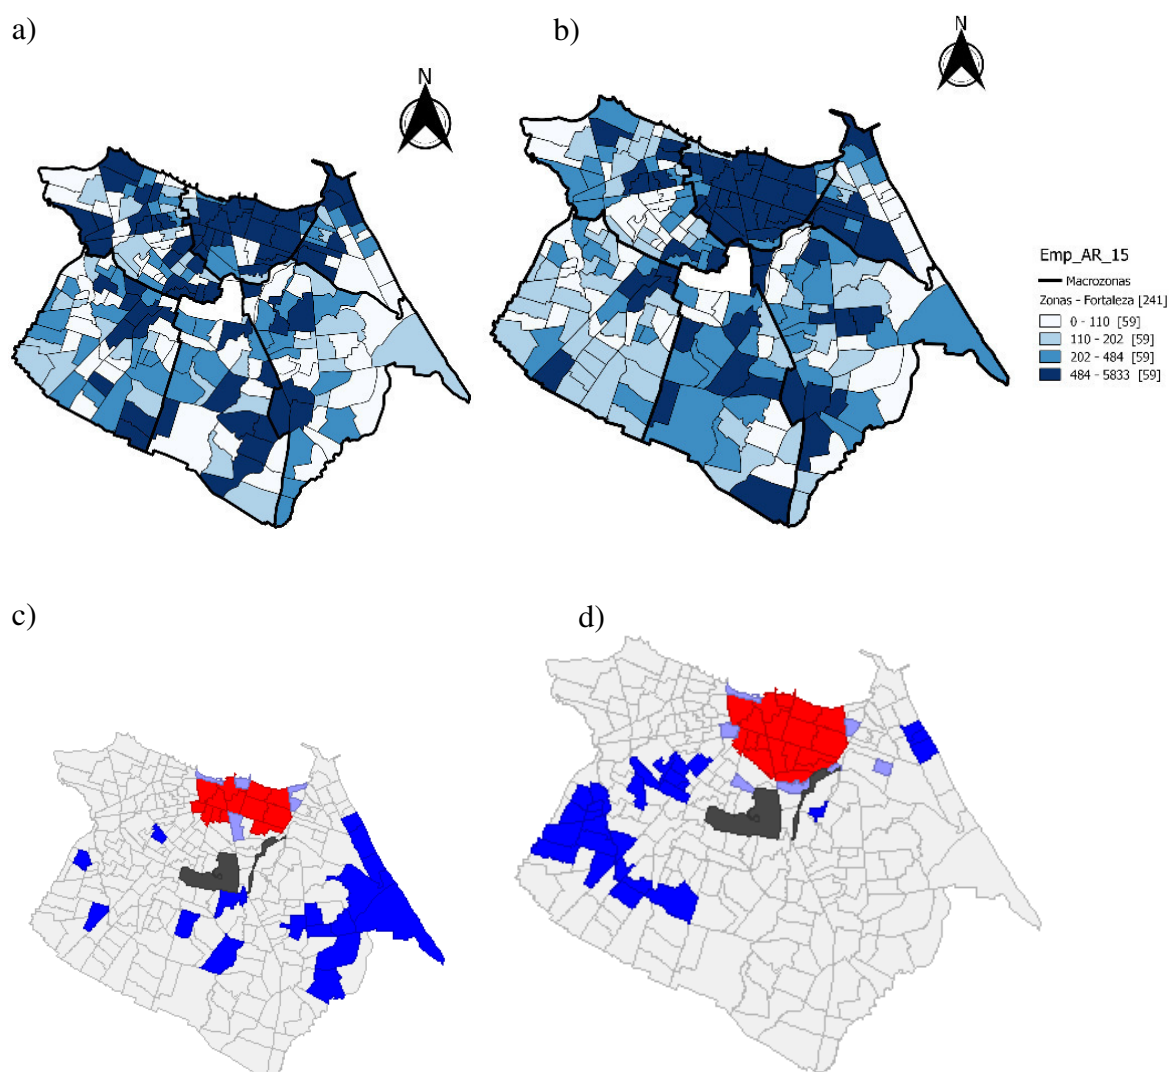 a)
b)
N
N
Emp_AR_15
Macrozonas
Zonas - Fortaleza [241]
0 - 110 [59]
110 - 202 [59]
202 - 484 [59]
484 - 5833 [59]
c)
d)